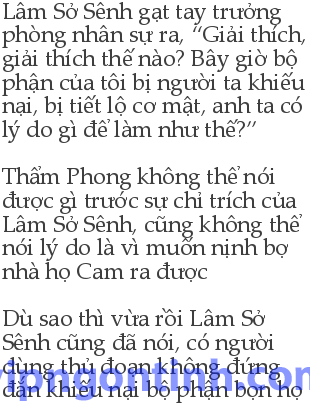 Lâm Sở Sênh gạt tay trưởng
phòng nhân sự ra, “Giải thích,
giải thích thế nào? Bây giờ bộ
phận của tôi bị người ta khiếu
nại, bị tiết lộ cơ mật, anh ta có
lý do gì để làm như thế?”
Thẩm Phong không thể nói
được gì trước sự chỉ trích của
Lâm Sở Sênh, cũng không thể
nói lý do là vì muốn nịnh bợ
nhà họ Cam ra được
Dù sao thì vừa rồi Lâm Sở
Sênh cũng đã nói, có người
dùng thủ đoạn không đứng
đắn khiếu nại bộ phận bọn họ